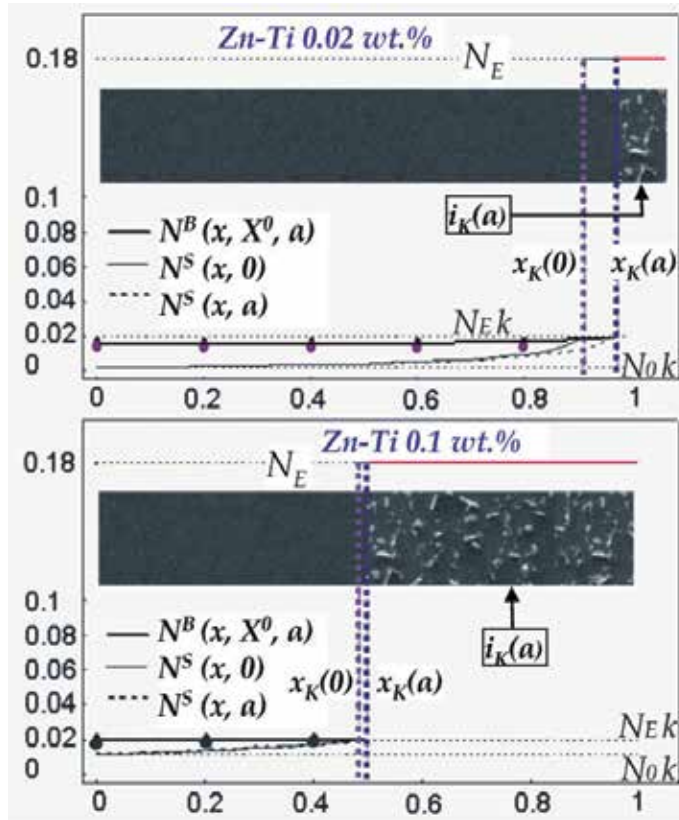 Zn-Ti 0.02 wt.%
0.18
N_E
0.1
i_K(a)
0.08
N^B (x, X^0, a)
0.06
N^S (x, 0)
x_K(0)
x_K(a)
0.04
N^S (x, a)
0.02
N_E k
0
N_0 k
0 0.2 0.4 0.6 0.8 1
Zn-Ti 0.1 wt.%
0.18
N_E
0.1
N^B (x, X^0, a)
i_K(a)
0.08
0.06
N^S (x, 0)
x_K(0)
x_K(a)
0.04
N^S (x, a)
0.02
N_E k
0
N_0 k
0 0.2 0.4 0.6 0.8 1